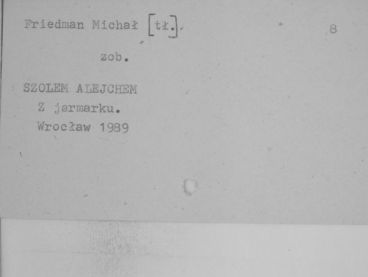 Friedman Michał [tł.].
8
zob.
SZOLEM ALEJCHEM
Z jarmarku.
Wrocław 1989